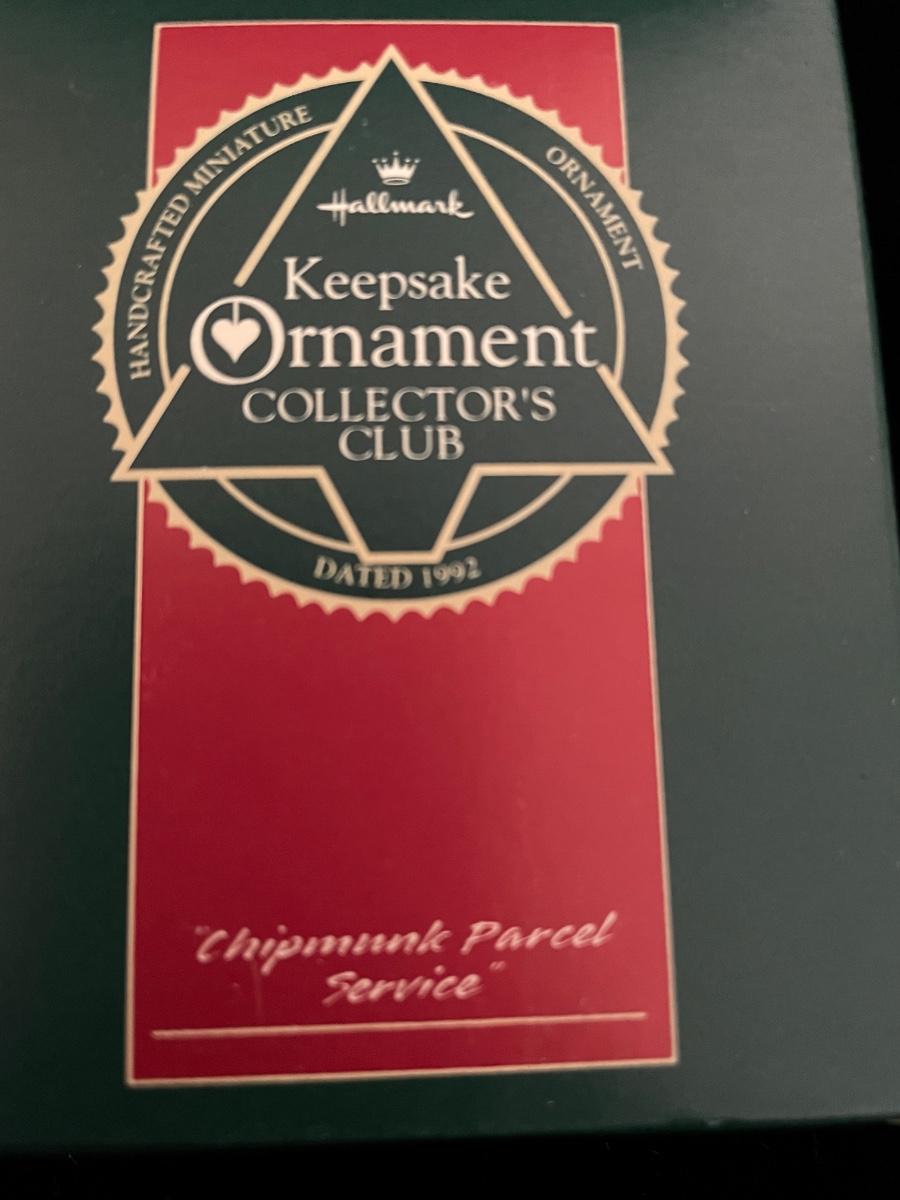 HANDCRAFTED MINIATURE
ORNAMENT
Hallmark
Keepsake
Ornament
COLLECTOR'S
CLUB
DATED 1992
"Chipmunk Parcel
Service"